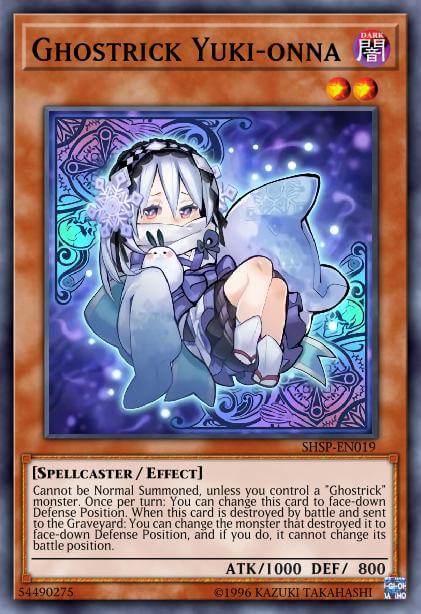 GHOSTRICK YUKI-ONNA
DARK
闇
SHSP-EN019
[SPELLCASTER / EFFECT]
Cannot be Normal Summoned, unless you control a "Ghostrick"
monster. Once per turn: You can change this card to face-down
Defense Position. When this card is destroyed by battle and sent
to the Graveyard: You can change the monster that destroyed it to
face-down Defense Position, and if you do, it cannot change its
battle position.
ATK/1000 DEF/ 800
54490275
©1996 KAZUKI TAKAHASHI